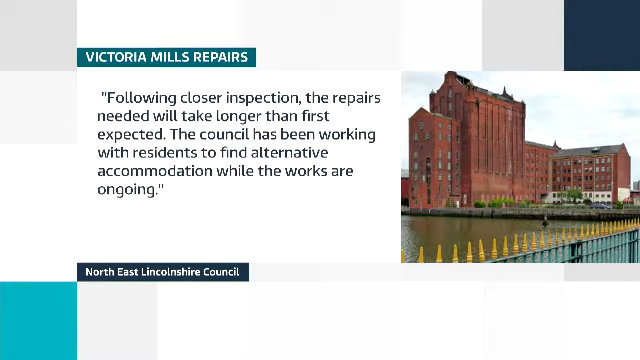 VICTORIA MILLS REPAIRS
"Following closer inspection, the repairs
needed will take longer than first
expected. The council has been working
with residents to find alternative
accommodation while the works are
ongoing."
North East Lincolnshire Council